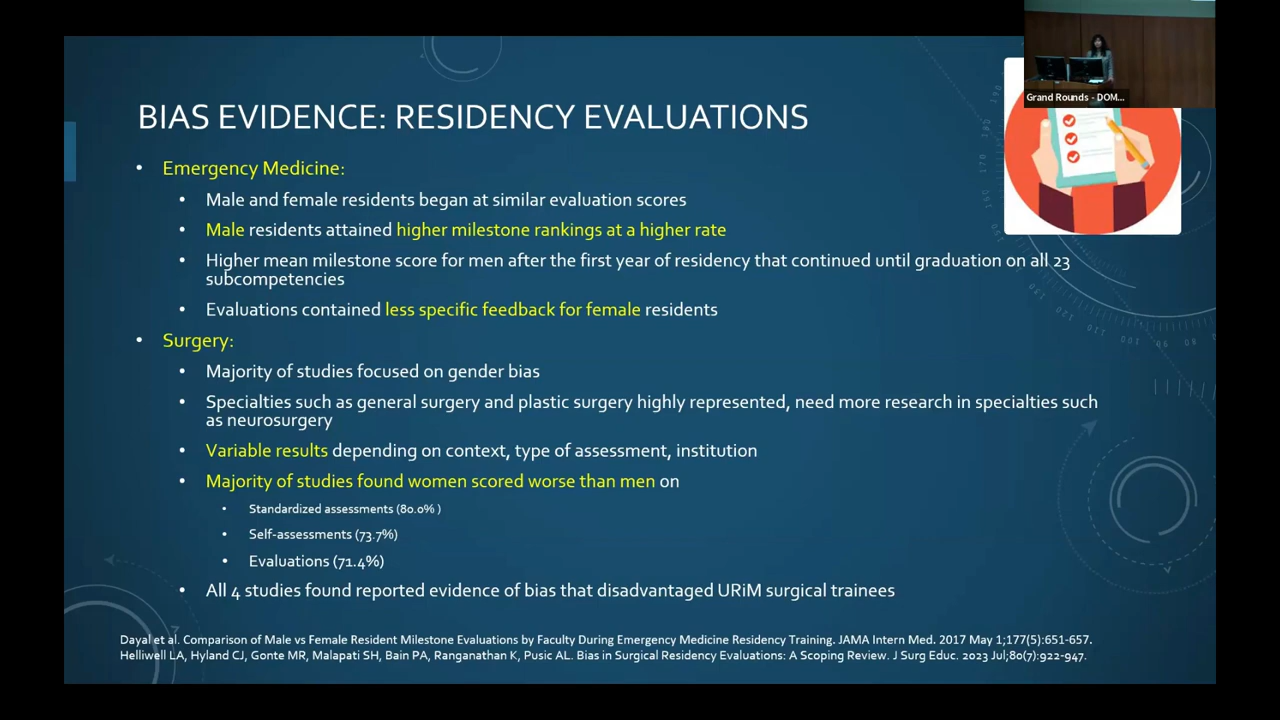 Grand Rounds - DOM...
BIAS EVIDENCE: RESIDENCY EVALUATIONS
• Emergency Medicine:
• Male and female residents began at similar evaluation scores
• Male residents attained higher milestone rankings at a higher rate
• Higher mean milestone score for men after the first year of residency that continued until graduation on all 23
subcompetencies
• Evaluations contained less specific feedback for female residents
• Surgery:
• Majority of studies focused on gender bias
• Specialties such as general surgery and plastic surgery highly represented, need more research in specialties such
as neurosurgery
• Variable results depending on context, type of assessment, institution
• Majority of studies found women scored worse than men on
• Standardized assessments (80.0% )
• Self-assessments (73.7%)
• Evaluations (71.4%)
• All 4 studies found reported evidence of bias that disadvantaged URiM surgical trainees
Dayal et al. Comparison of Male vs Female Resident Milestone Evaluations by Faculty During Emergency Medicine Residency Training. JAMA Intern Med. 2017 May 1;177(5):651-657.
Helliwell LA, Hyland CJ, Gonte MR, Malapati SH, Bain PA, Ranganathan K, Pusic AL. Bias in Surgical Residency Evaluations: A Scoping Review. J Surg Educ. 2023 Jul;80(7):922-947.